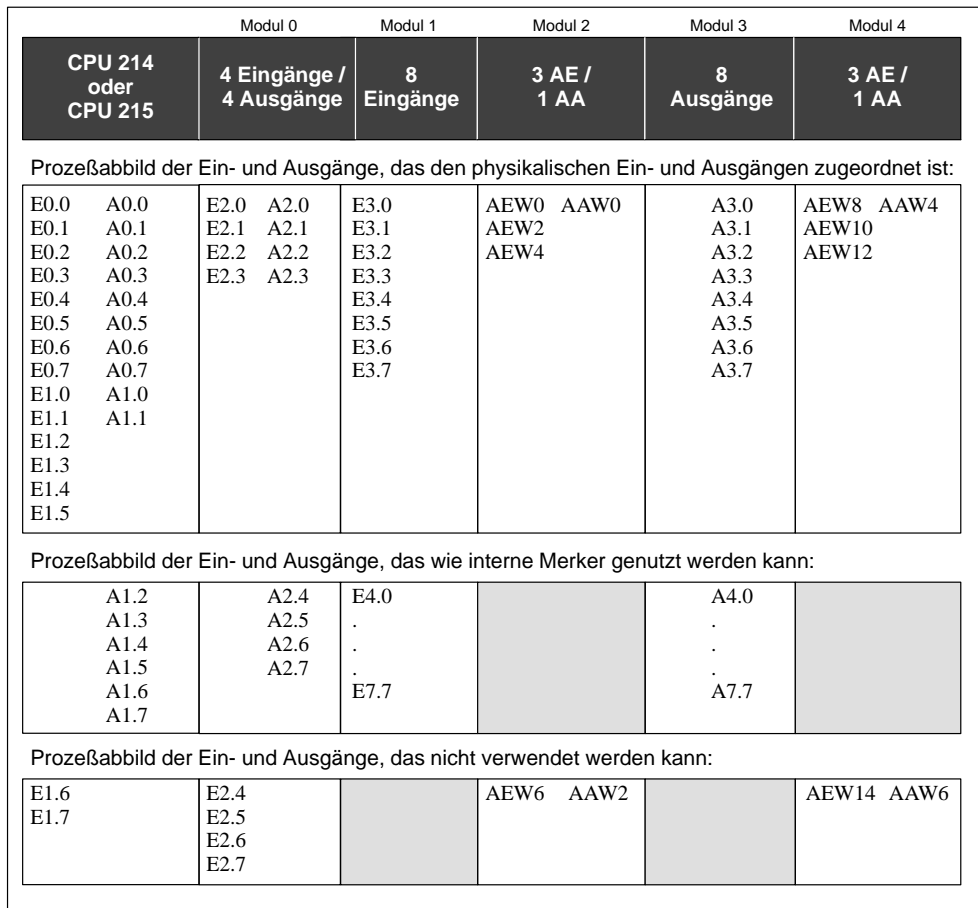 Modul 0 Modul 1 Modul 2 Modul 3 Modul 4
CPU 214
oder
CPU 215
4 Eingänge /
4 Ausgänge
8
Eingänge
3 AE /
1 AA
8
Ausgänge
3 AE /
1 AA
Prozeßabbild der Ein- und Ausgänge, das den physikalischen Ein- und Ausgängen zugeordnet ist:
E0.0 A0.0 E2.0 A2.0 E3.0 AEW0 AAW0 A3.0 AEW8 AAW4
E0.1 A0.1 E2.1 A2.1 E3.1 AEW2 A3.1 AEW10
E0.2 A0.2 E2.2 A2.2 E3.2 AEW4 A3.2 AEW12
E0.3 A0.3 E2.3 A2.3 E3.3 A3.3
E0.4 A0.4 E3.4 A3.4
E0.5 A0.5 E3.5 A3.5
E0.6 A0.6 E3.6 A3.6
E0.7 A0.7 E3.7 A3.7
E1.0 A1.0
E1.1 A1.1
E1.2
E1.3
E1.4
E1.5
Prozeßabbild der Ein- und Ausgänge, das wie interne Merker genutzt werden kann:
A1.2 A2.4 E4.0 A4.0
A1.3 A2.5 . .
A1.4 A2.6 . .
A1.5 A2.7 . .
A1.6 E7.7 A7.7
A1.7
Prozeßabbild der Ein- und Ausgänge, das nicht verwendet werden kann:
E1.6 E2.4 AEW6 AAW2 AEW14 AAW6
E1.7 E2.5
E2.6
E2.7